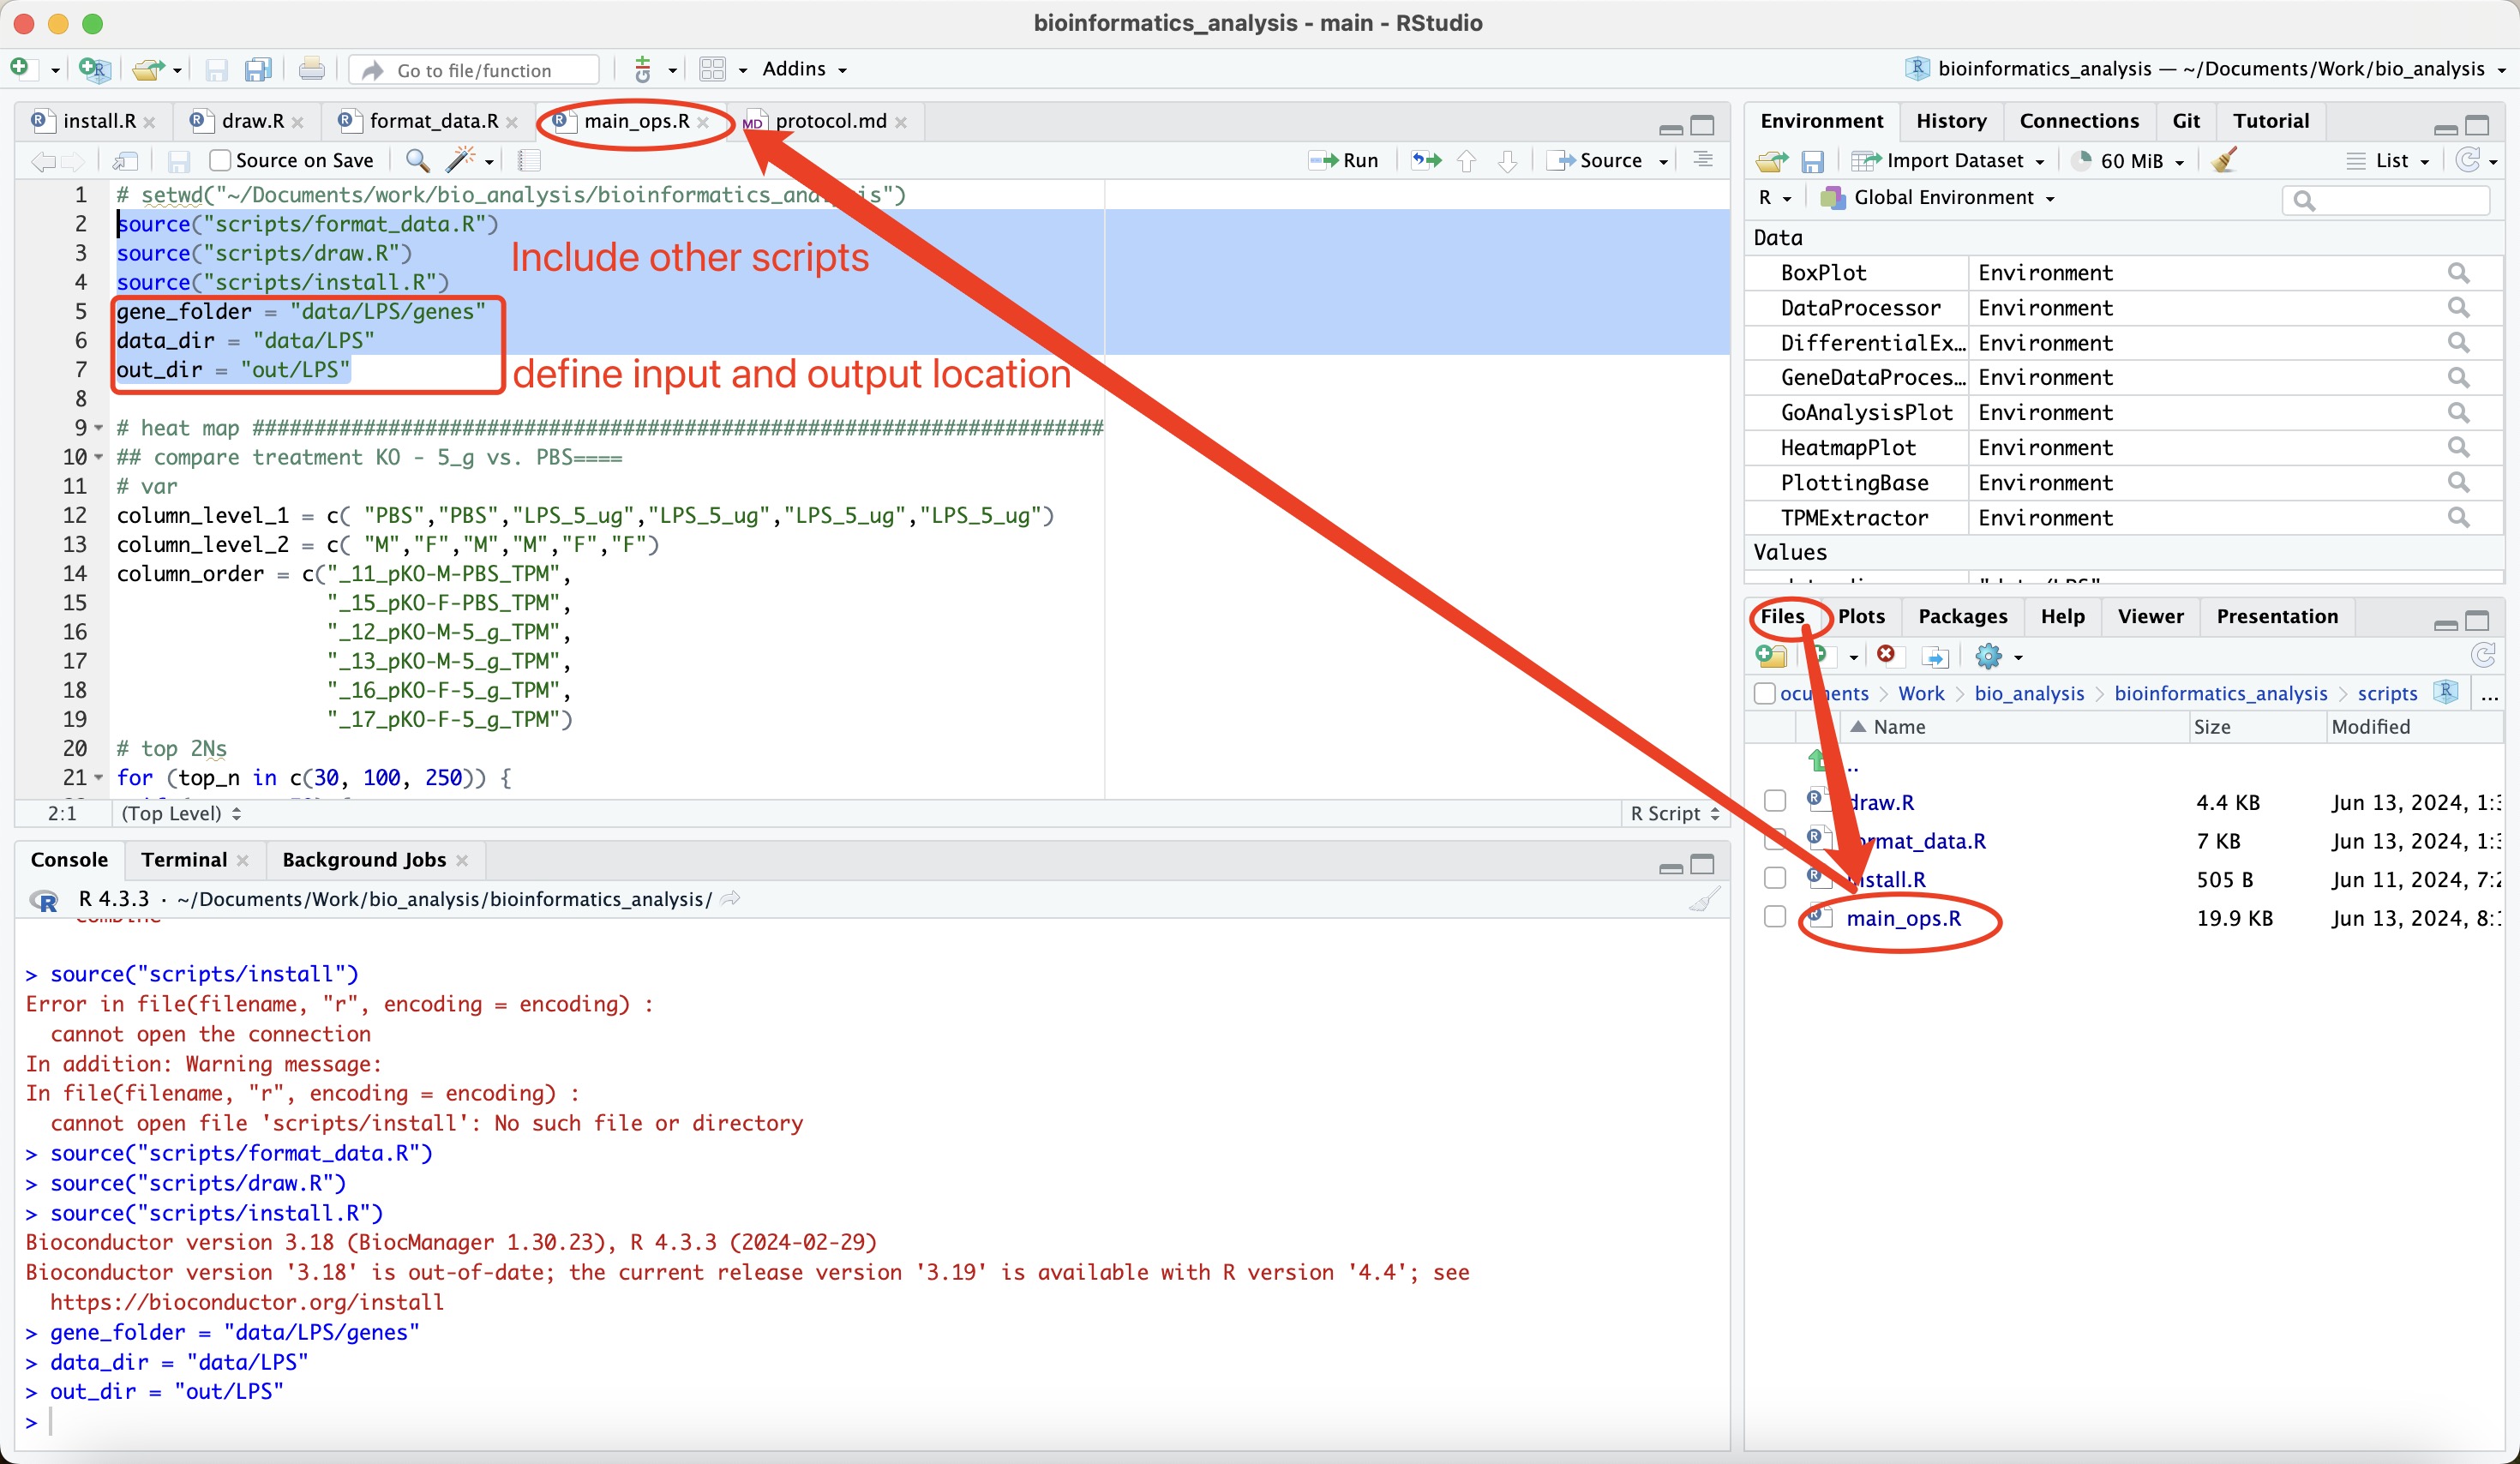 bioinformatics_analysis - main - RStudio
Go to file/function
Addins
bioinformatics_analysis — ~/Documents/Work/bio_analysis
install.R
draw.R
format_data.R
main_ops.R
MD protocol.md
Source on Save
Run
Source
1 # setwd("~/Documents/work/bio_analysis/bioinformatics_analysis")
2 source("scripts/format_data.R")
3 source("scripts/draw.R")
4 source("scripts/install.R")
Include other scripts
5 gene_folder = "data/LPS/genes"
6 data_dir = "data/LPS"
7 out_dir = "out/LPS"
define input and output location
8
9 # heat map #####################################################################
10 ## compare treatment KO - 5_g vs. PBS====
11 # var
12 column_level_1 = c( "PBS","PBS","LPS_5_ug","LPS_5_ug","LPS_5_ug","LPS_5_ug")
13 column_level_2 = c( "M","F","M","M","F","F")
14 column_order = c("_11_pKO-M-PBS_TPM",
15 "_15_pKO-F-PBS_TPM",
16 "_12_pKO-M-5_g_TPM",
17 "_13_pKO-M-5_g_TPM",
18 "_16_pKO-F-5_g_TPM",
19 "_17_pKO-F-5_g_TPM")
20 # top 2Ns
21 for (top_n in c(30, 100, 250)) {
2:1 (Top Level)
R Script
Console
Terminal
Background Jobs
R 4.3.3 · ~/Documents/Work/bio_analysis/bioinformatics_analysis/
> source("scripts/install")
Error in file(filename, "r", encoding = encoding) :
cannot open the connection
In addition: Warning message:
In file(filename, "r", encoding = encoding) :
cannot open file 'scripts/install': No such file or directory
> source("scripts/format_data.R")
> source("scripts/draw.R")
> source("scripts/install.R")
Bioconductor version 3.18 (BiocManager 1.30.23), R 4.3.3 (2024-02-29)
Bioconductor version '3.18' is out-of-date; the current release version '3.19' is available with R version '4.4'; see
https://bioconductor.org/install
> gene_folder = "data/LPS/genes"
> data_dir = "data/LPS"
> out_dir = "out/LPS"
>
Environment
History
Connections
Git
Tutorial
Import Dataset
60 MiB
List
R
Global Environment
Data
BoxPlot Environment
DataProcessor Environment
DifferentialEx… Environment
GeneDataProces… Environment
GoAnalysisPlot Environment
HeatmapPlot Environment
PlottingBase Environment
TPMExtractor Environment
Values
Files
Plots
Packages
Help
Viewer
Presentation
ocuments > Work > bio_analysis > bioinformatics_analysis > scripts ...
Name Size Modified
..
draw.R 4.4 KB Jun 13, 2024, 1:
format_data.R 7 KB Jun 13, 2024, 1:
install.R 505 B Jun 11, 2024, 7:
main_ops.R 19.9 KB Jun 13, 2024, 8: